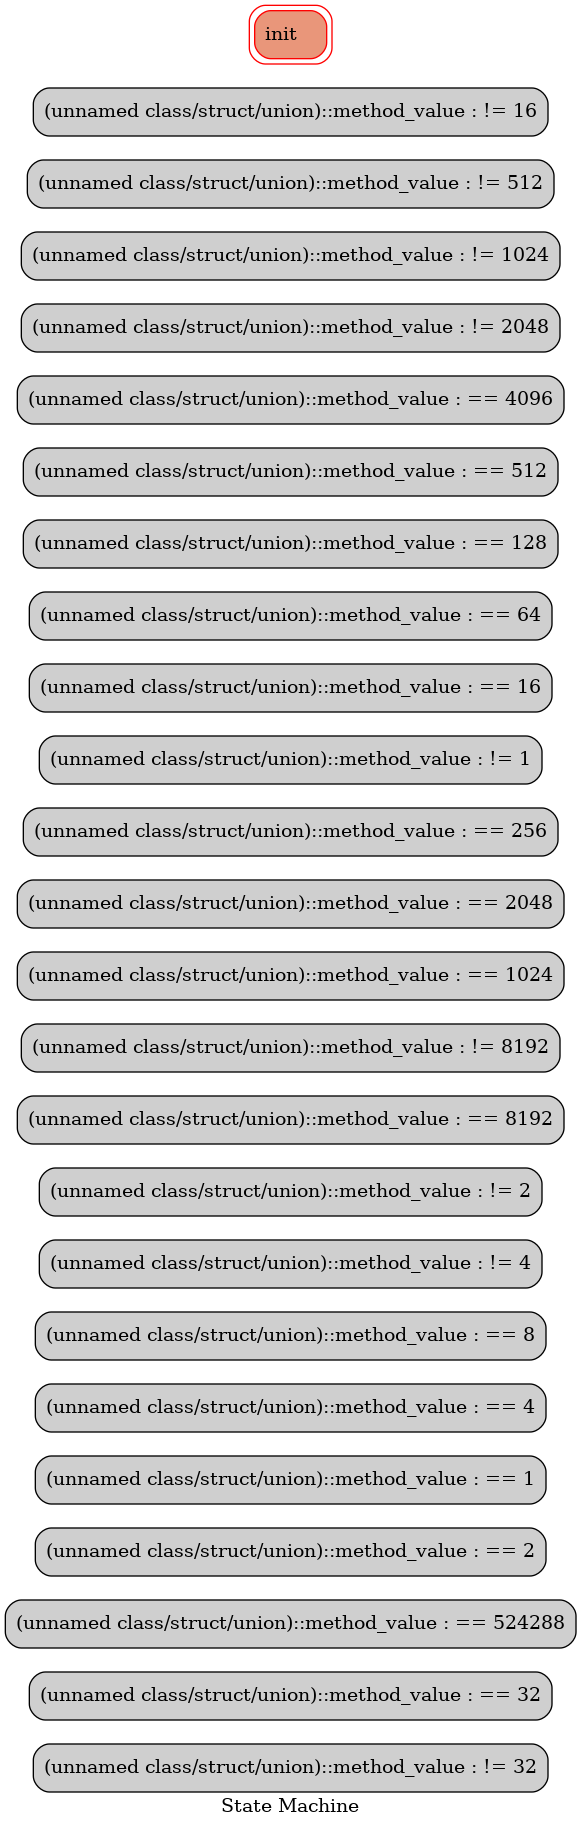 init
(unnamed class/struct/union)::method_value : != 16
(unnamed class/struct/union)::method_value : != 512
(unnamed class/struct/union)::method_value : != 1024
(unnamed class/struct/union)::method_value : != 2048
(unnamed class/struct/union)::method_value : == 4096
(unnamed class/struct/union)::method_value : == 512
(unnamed class/struct/union)::method_value : == 128
(unnamed class/struct/union)::method_value : == 64
(unnamed class/struct/union)::method_value : == 16
(unnamed class/struct/union)::method_value : != 1
(unnamed class/struct/union)::method_value : == 256
(unnamed class/struct/union)::method_value : == 2048
(unnamed class/struct/union)::method_value : == 1024
(unnamed class/struct/union)::method_value : != 8192
(unnamed class/struct/union)::method_value : == 8192
(unnamed class/struct/union)::method_value : != 2
(unnamed class/struct/union)::method_value : != 4
(unnamed class/struct/union)::method_value : == 8
(unnamed class/struct/union)::method_value : == 4
(unnamed class/struct/union)::method_value : == 1
(unnamed class/struct/union)::method_value : == 2
(unnamed class/struct/union)::method_value : == 524288
(unnamed class/struct/union)::method_value : == 32
(unnamed class/struct/union)::method_value : != 32
State Machine